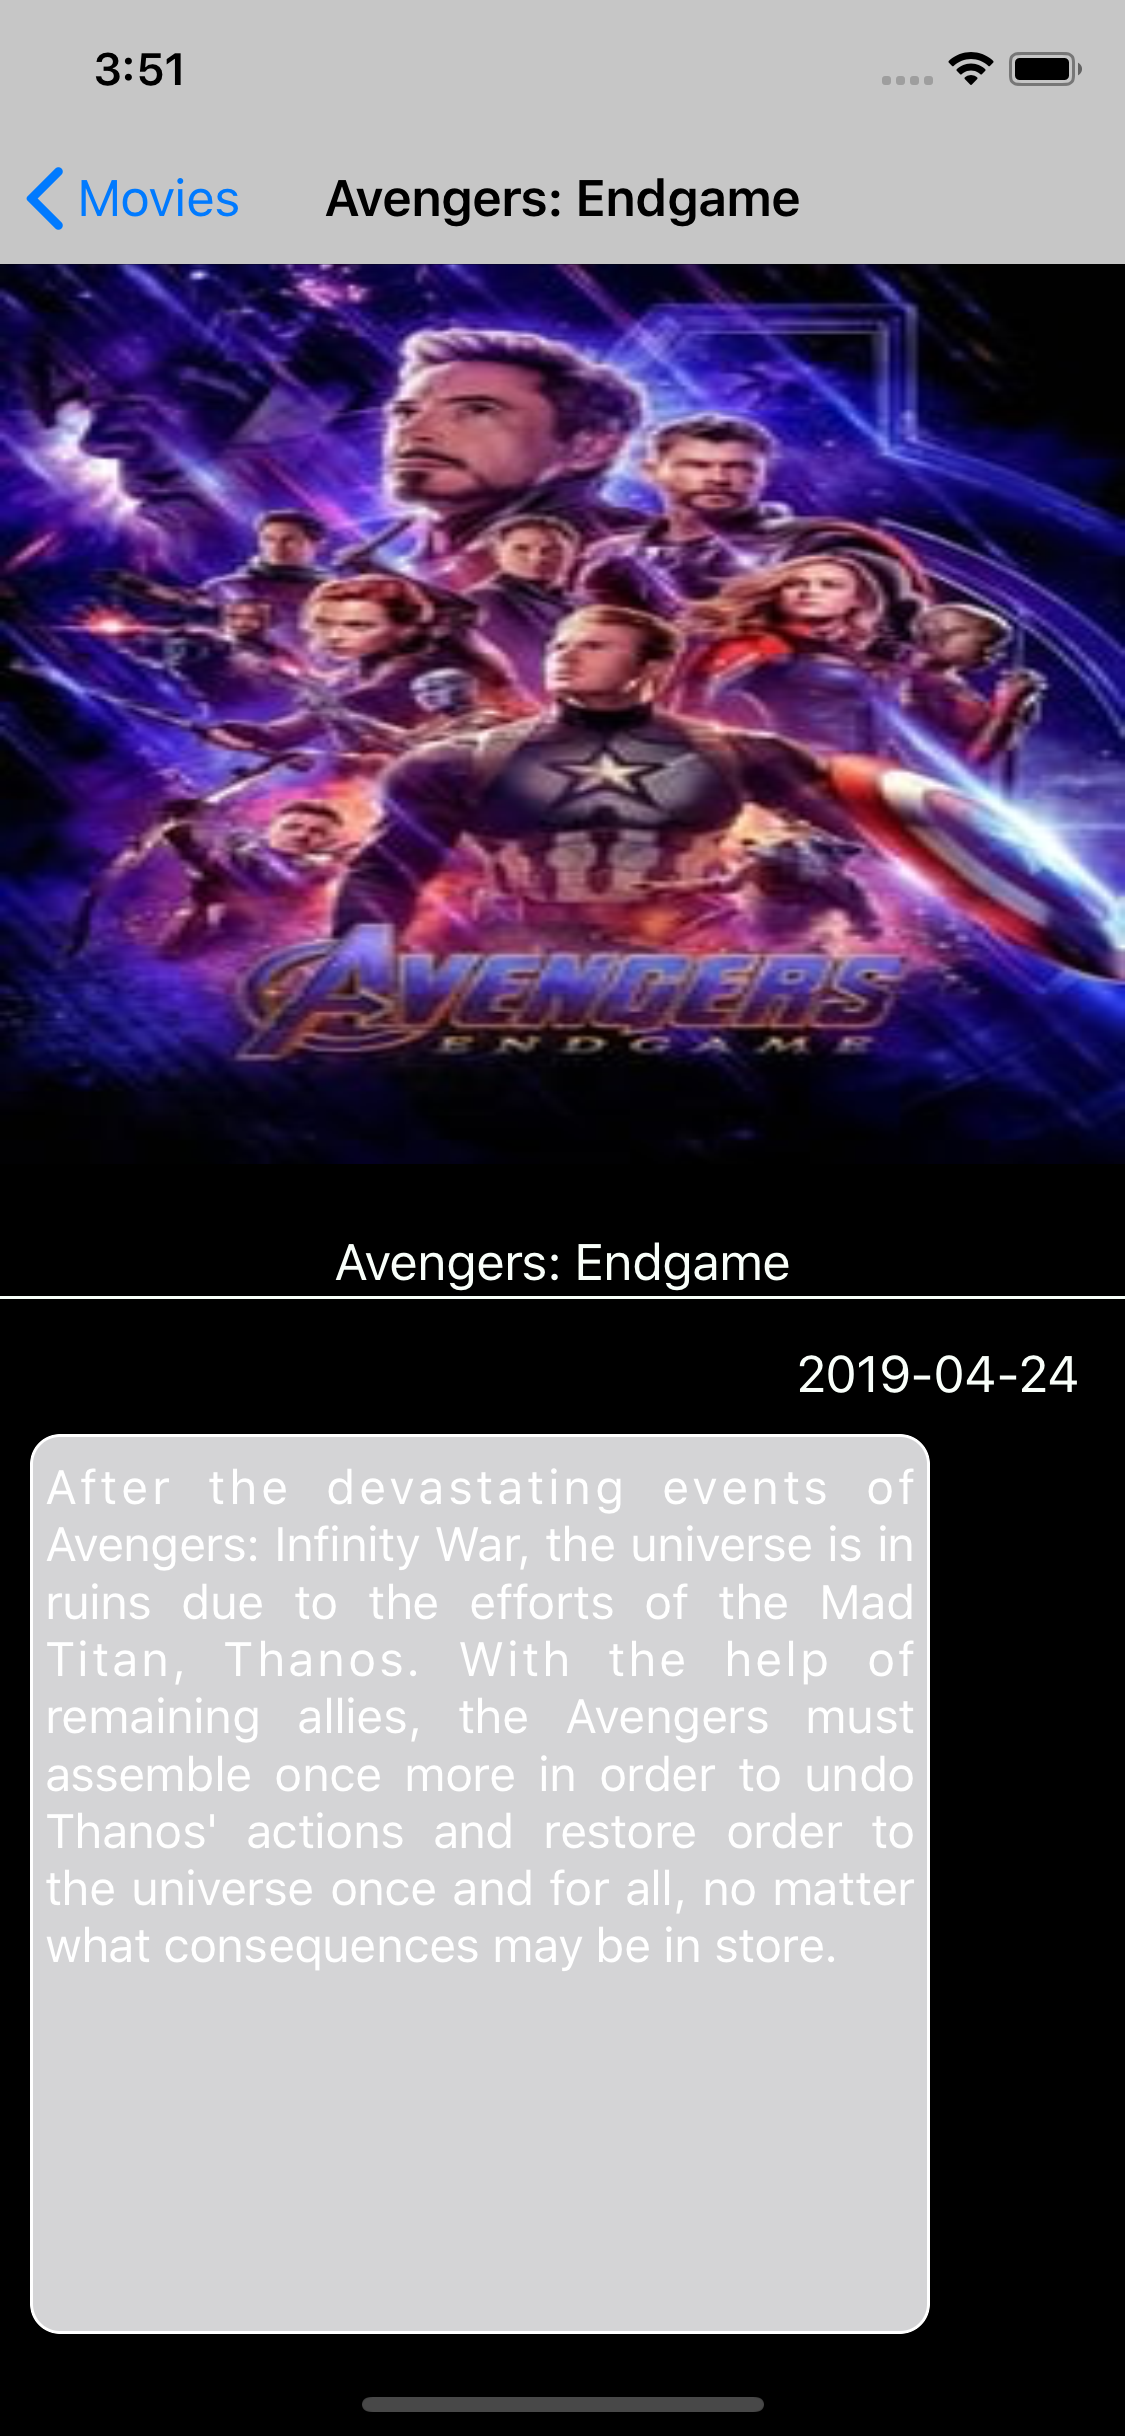 3:51
Movies
Avengers: Endgame
AVENGERS
ENDGAME
Avengers: Endgame
2019-04-24
After the devastating events of
Avengers: Infinity War, the universe is in
ruins due to the efforts of the Mad
Titan, Thanos. With the help of
remaining allies, the Avengers must
assemble once more in order to undo
Thanos' actions and restore order to
the universe once and for all, no matter
what consequences may be in store.